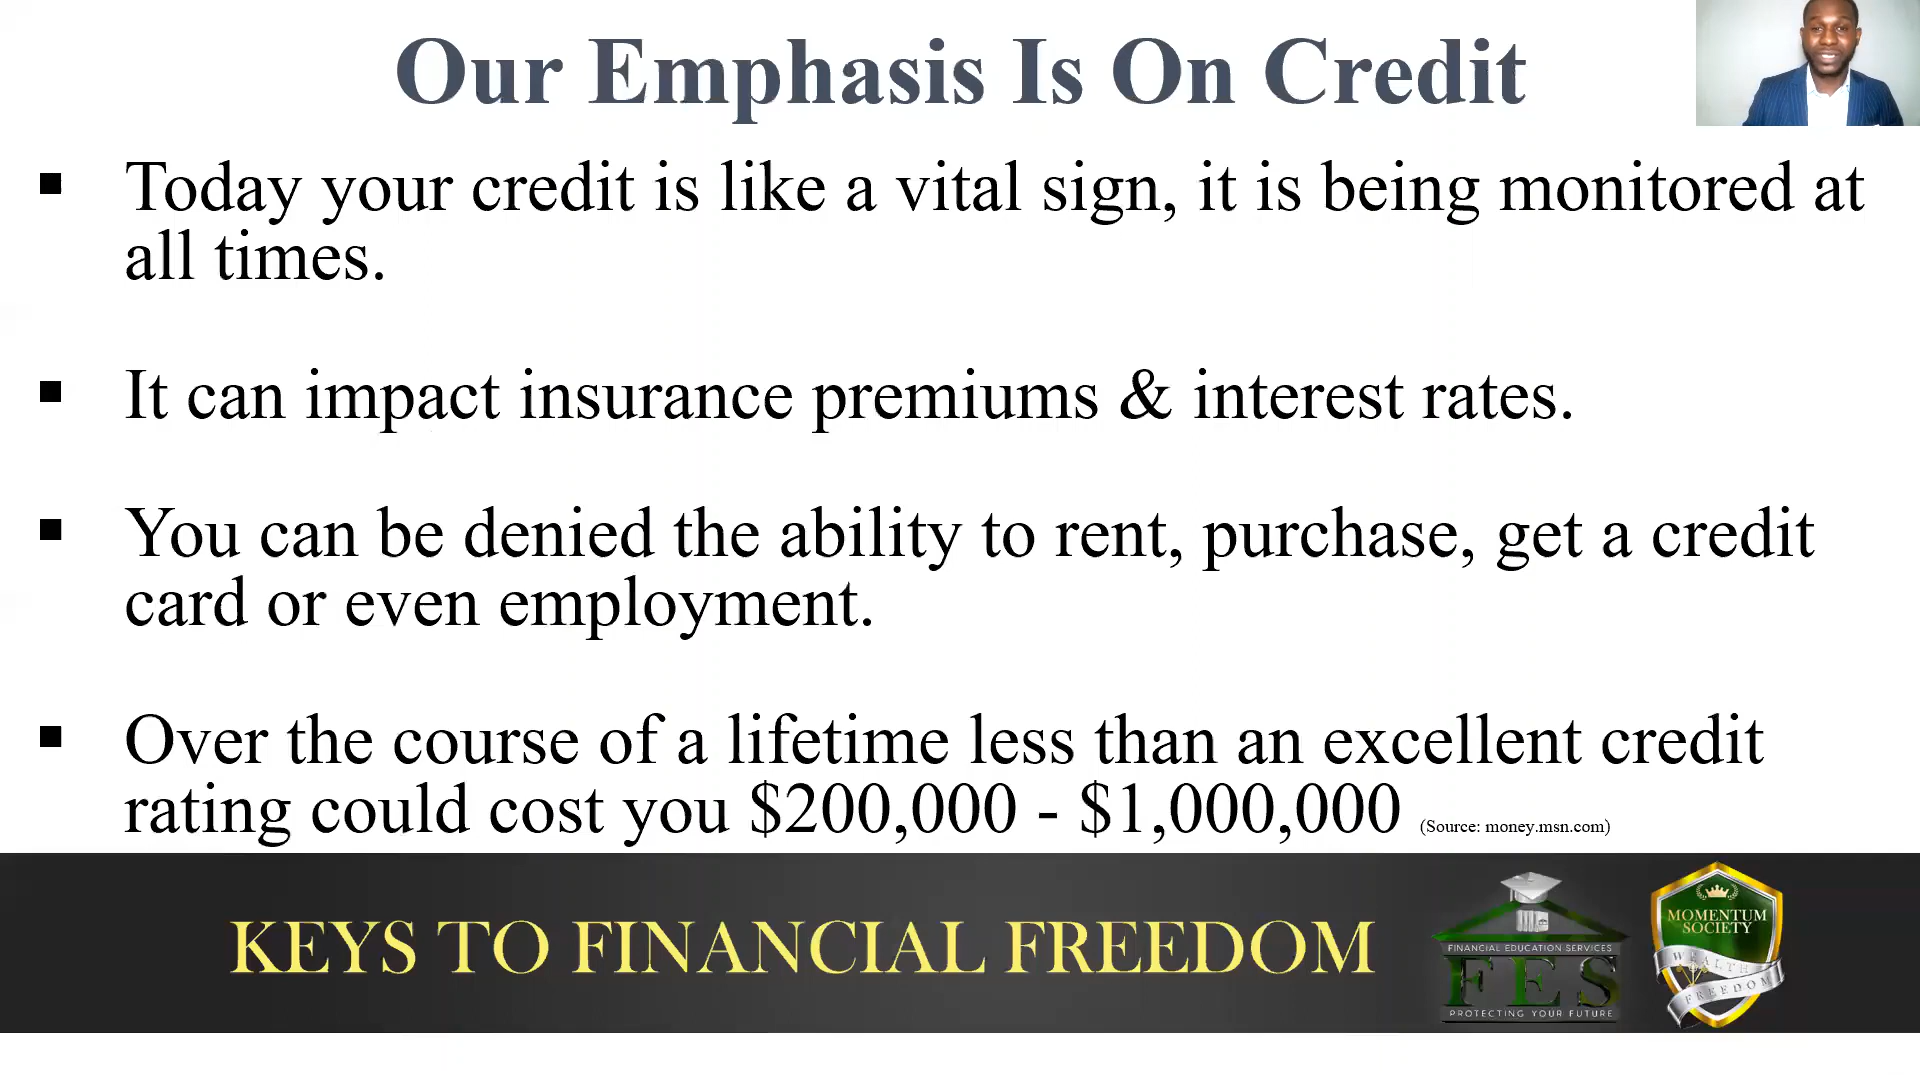 Our Emphasis Is On Credit
▪ Today your credit is like a vital sign, it is being monitored at
all times.
▪ It can impact insurance premiums & interest rates.
▪ You can be denied the ability to rent, purchase, get a credit
card or even employment.
▪ Over the course of a lifetime less than an excellent credit
rating could cost you $200,000 - $1,000,000 (Source: money.msn.com)
KEYS TO FINANCIAL FREEDOM
FINANCIAL EDUCATION SERVICES
FES
PROTECTING YOUR FUTURE
MOMENTUM
SOCIETY
WEALTH
FREEDOM